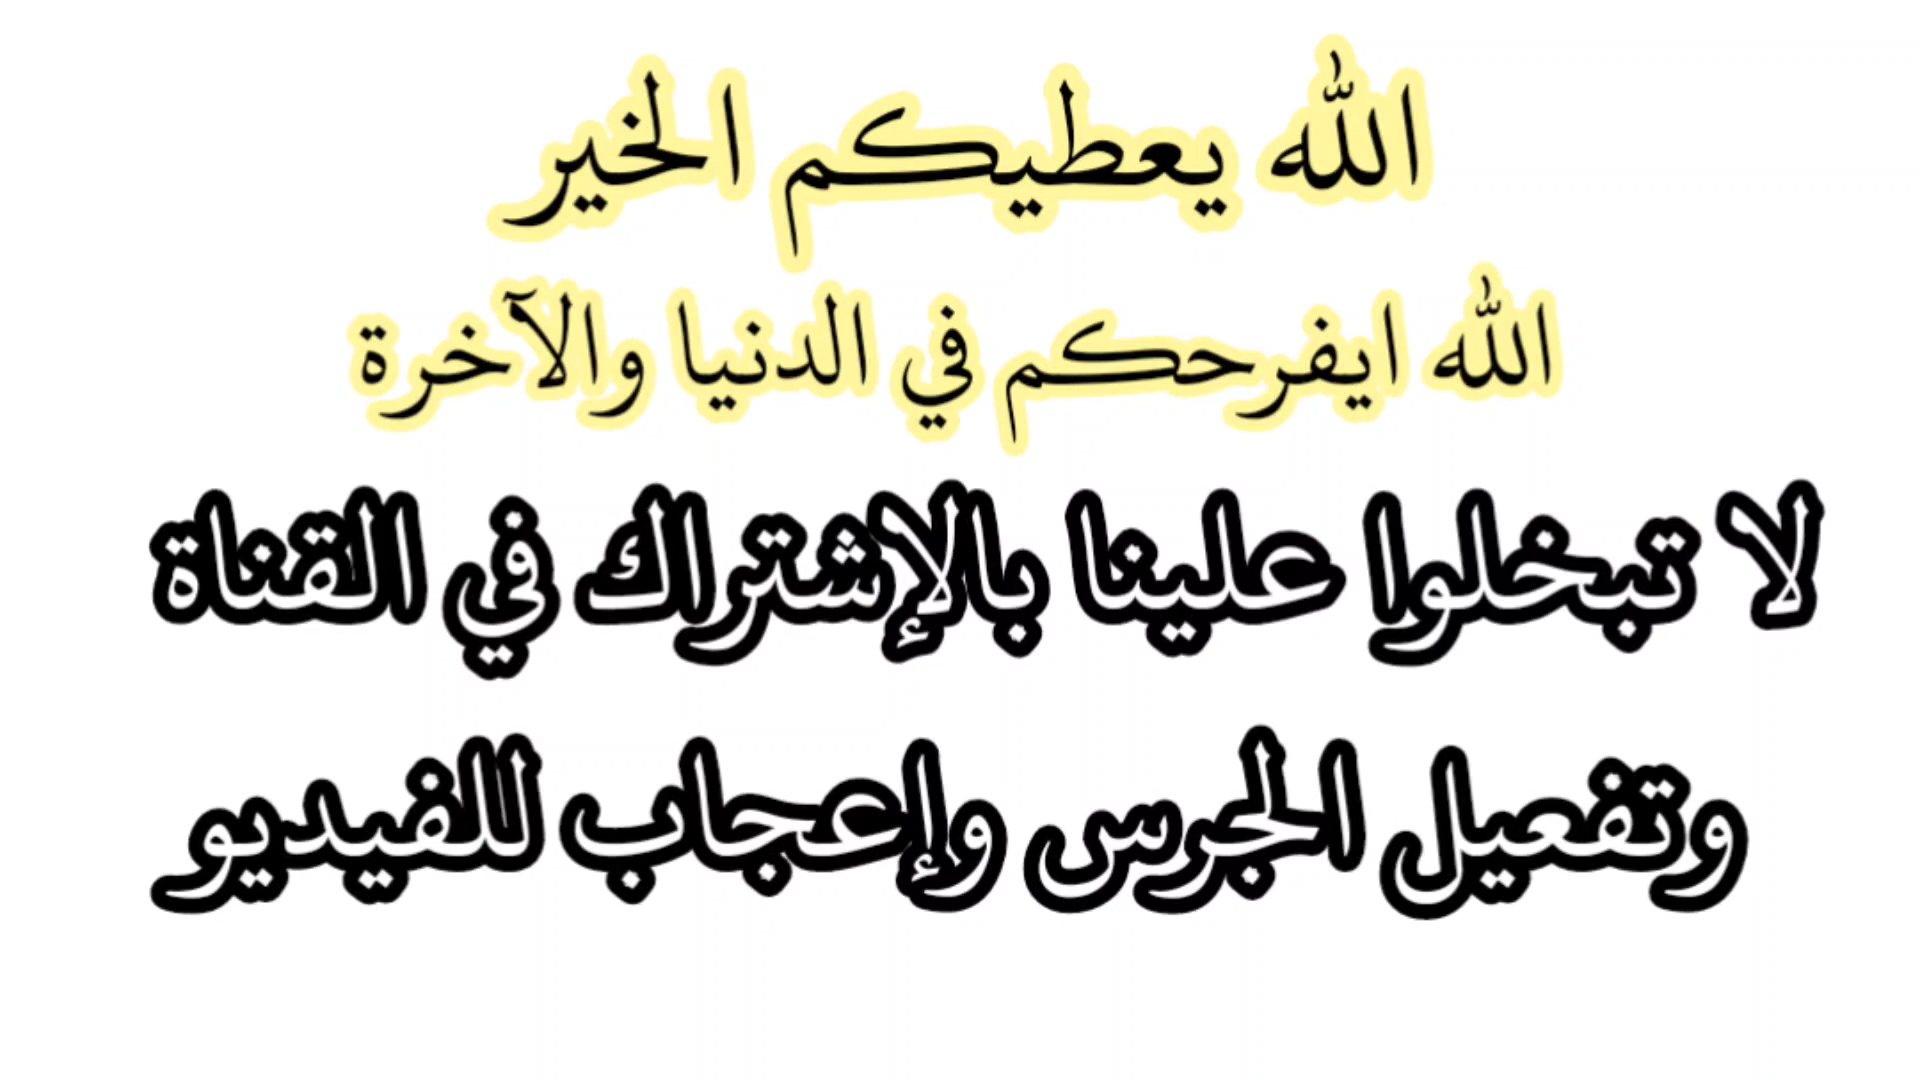 الله يعطيكم الخير
الله ايفرحكم في الدنيا والآخرة
لا تبخلوا علينا بالإشتراك في القناة
وتفعيل الجرس وإعجاب للفيديو